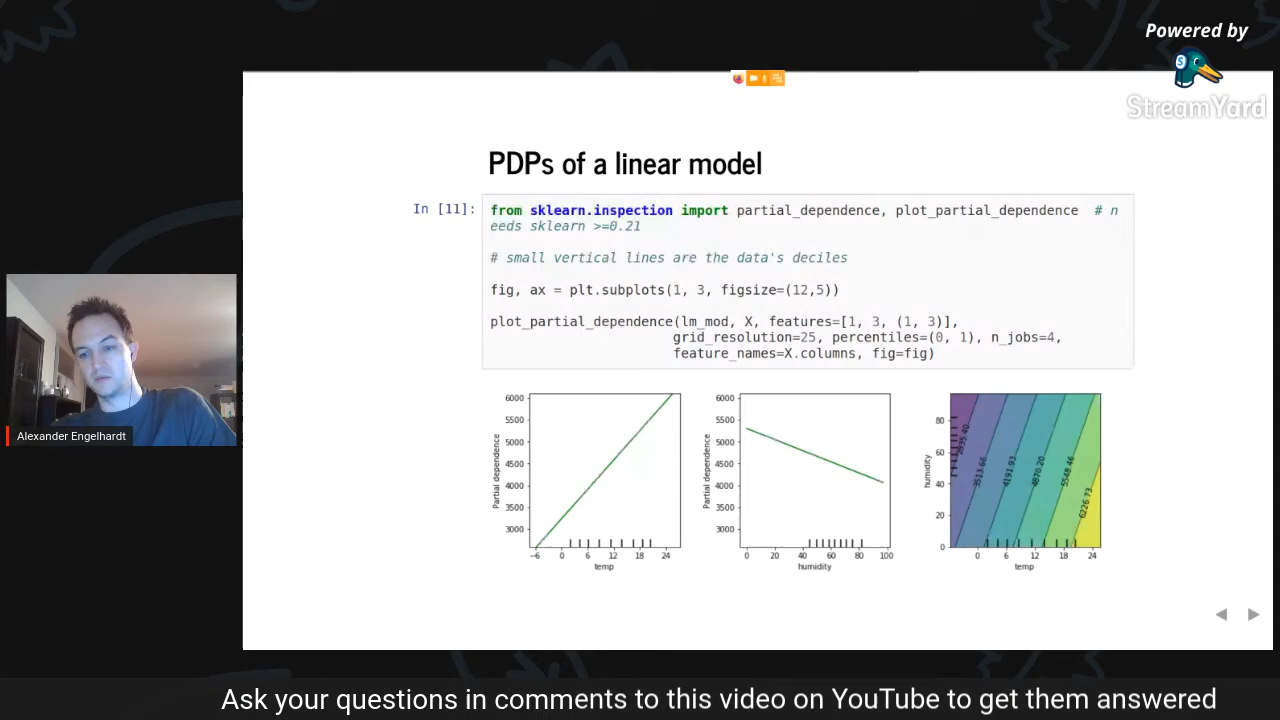 Powered by
StreamYard
PDPs of a linear model
In [11]:
from sklearn.inspection import partial_dependence, plot_partial_dependence  # n
eeds sklearn >=0.21
# small vertical lines are the data's deciles
fig, ax = plt.subplots(1, 3, figsize=(12,5))
plot_partial_dependence(lm_mod, X, features=[1, 3, (1, 3)],
grid_resolution=25, percentiles=(0, 1), n_jobs=4,
feature_names=X.columns, fig=fig)
Partial dependence
6000
5500
5000
4500
4000
3500
3000
-6 0 6 12 18 24
temp
Partial dependence
6000
5500
5000
4500
4000
3500
3000
0 20 40 60 80 100
humidity
humidity
80
60
40
20
0
2835.40
3513.66
4191.93
4870.20
5548.46
6226.73
0 6 12 18 24
temp
Alexander Engelhardt
Ask your questions in comments to this video on YouTube to get them answered